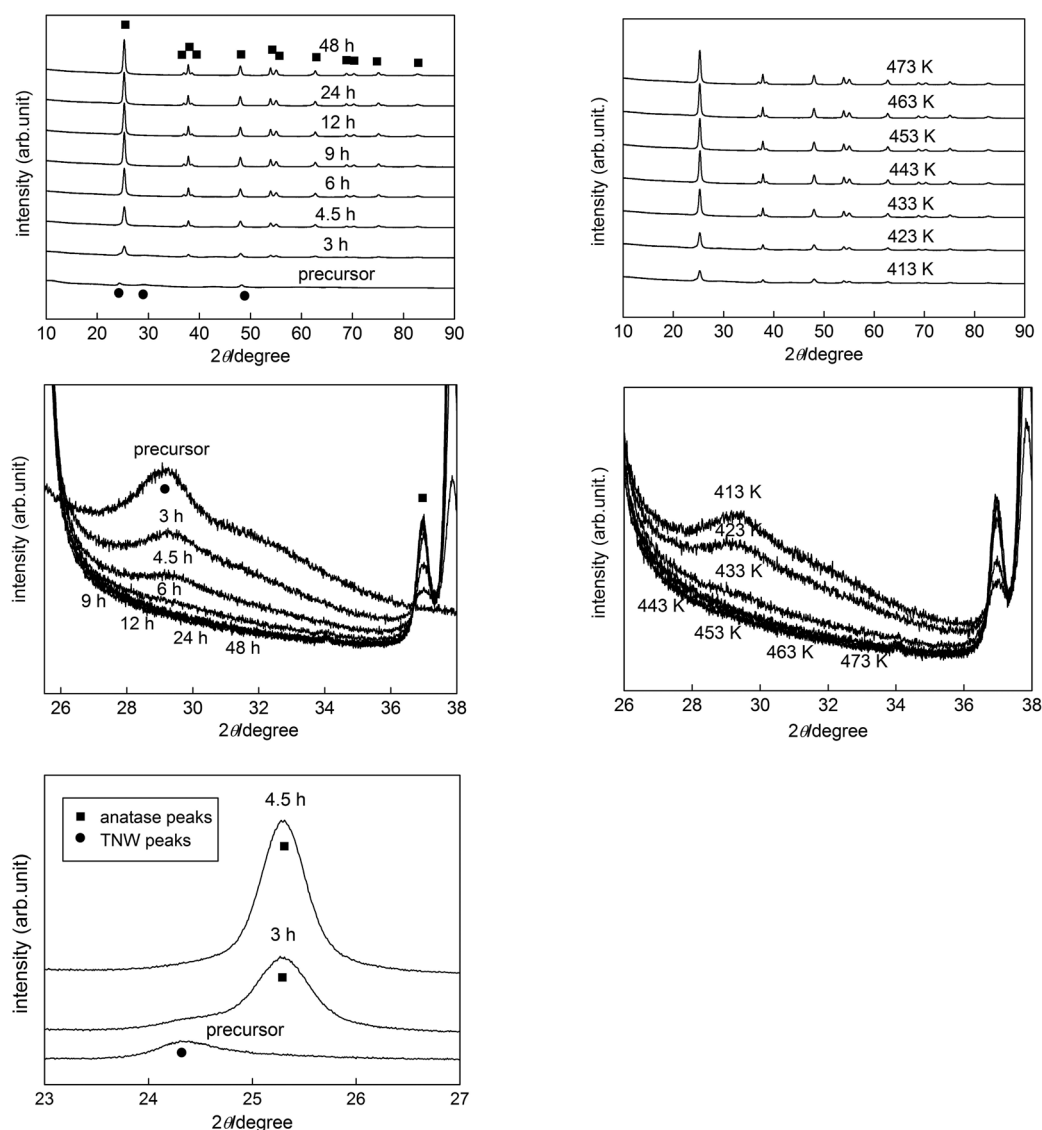 48 h
24 h
12 h
9 h
6 h
4.5 h
3 h
precursor
intensity (arb.unit)
10 20 30 40 50 60 70 80 90
2θ/degree
473 K
463 K
453 K
443 K
433 K
423 K
413 K
intensity (arb.unit.)
10 20 30 40 50 60 70 80 90
2θ/degree
precursor
3 h
4.5 h
6 h
9 h
12 h
24 h
48 h
intensity (arb.unit)
26 28 30 32 34 36 38
2θ/degree
413 K
423 K
433 K
443 K
453 K
463 K
473 K
intensity (arb.unit.)
26 28 30 32 34 36 38
2θ/degree
4.5 h
anatase peaks
TNW peaks
3 h
precursor
intensity (arb.unit)
23 24 25 26 27
2θ/degree